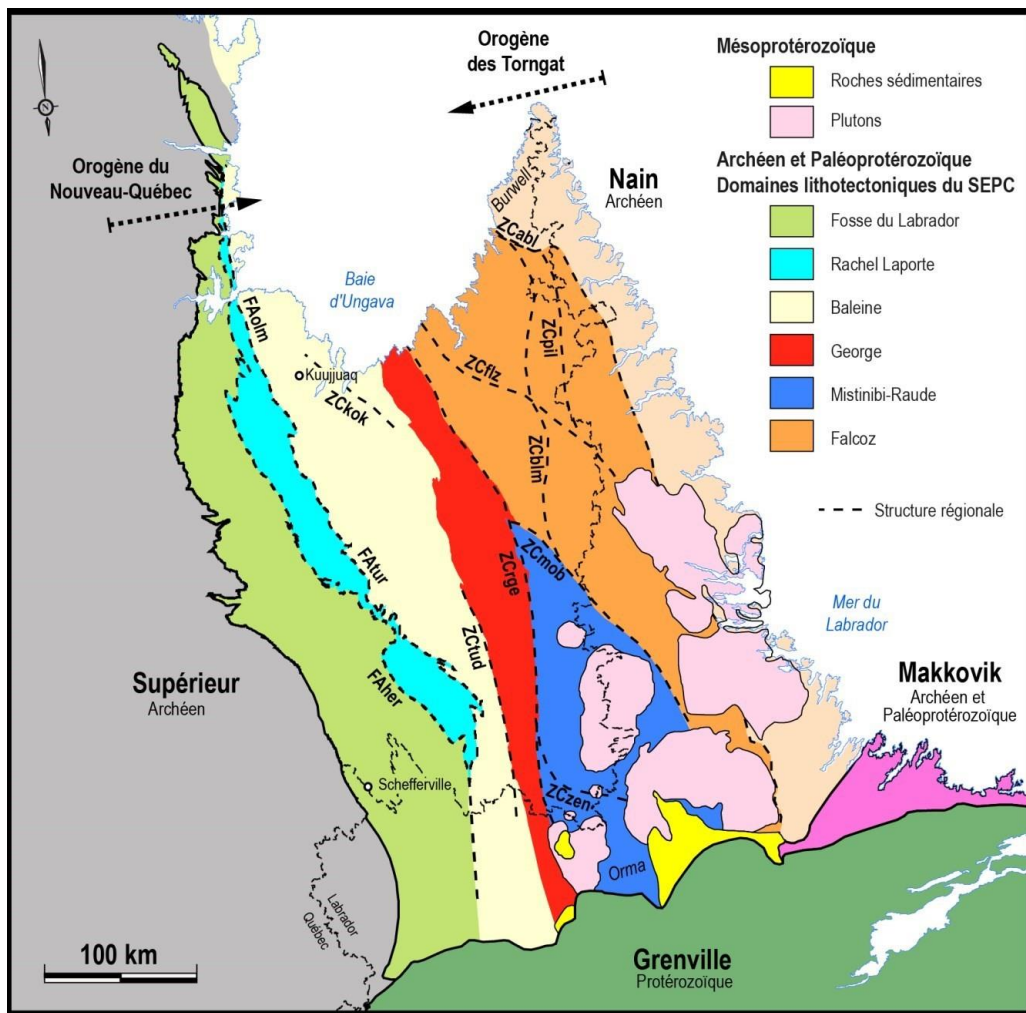 Orogène
des Torngat
Mésoprotérozoïque
Roches sédimentaires
Plutons
Archéen et Paléoprotérozoïque
Domaines lithotectoniques du SEPC
Fosse du Labrador
Rachel Laporte
Baleine
George
Mistinibi-Raude
Falcoz
Structure régionale
N
Orogène du
Nouveau-Québec
Burwell
Nain
Archéen
ZCabl
Baie
d'Ungava
FAolm
ZCpil
ZCflz
Kuujjuaq
ZCkok
ZCblm
FAtur
ZCrge
ZCmob
Mer du
Labrador
ZCtud
Supérieur
Archéen
FAher
Makkovik
Archéen et
Paléoprotérozoïque
Schefferville
ZCzen
Orma
Labrador
Québec
100 km
Grenville
Protérozoïque